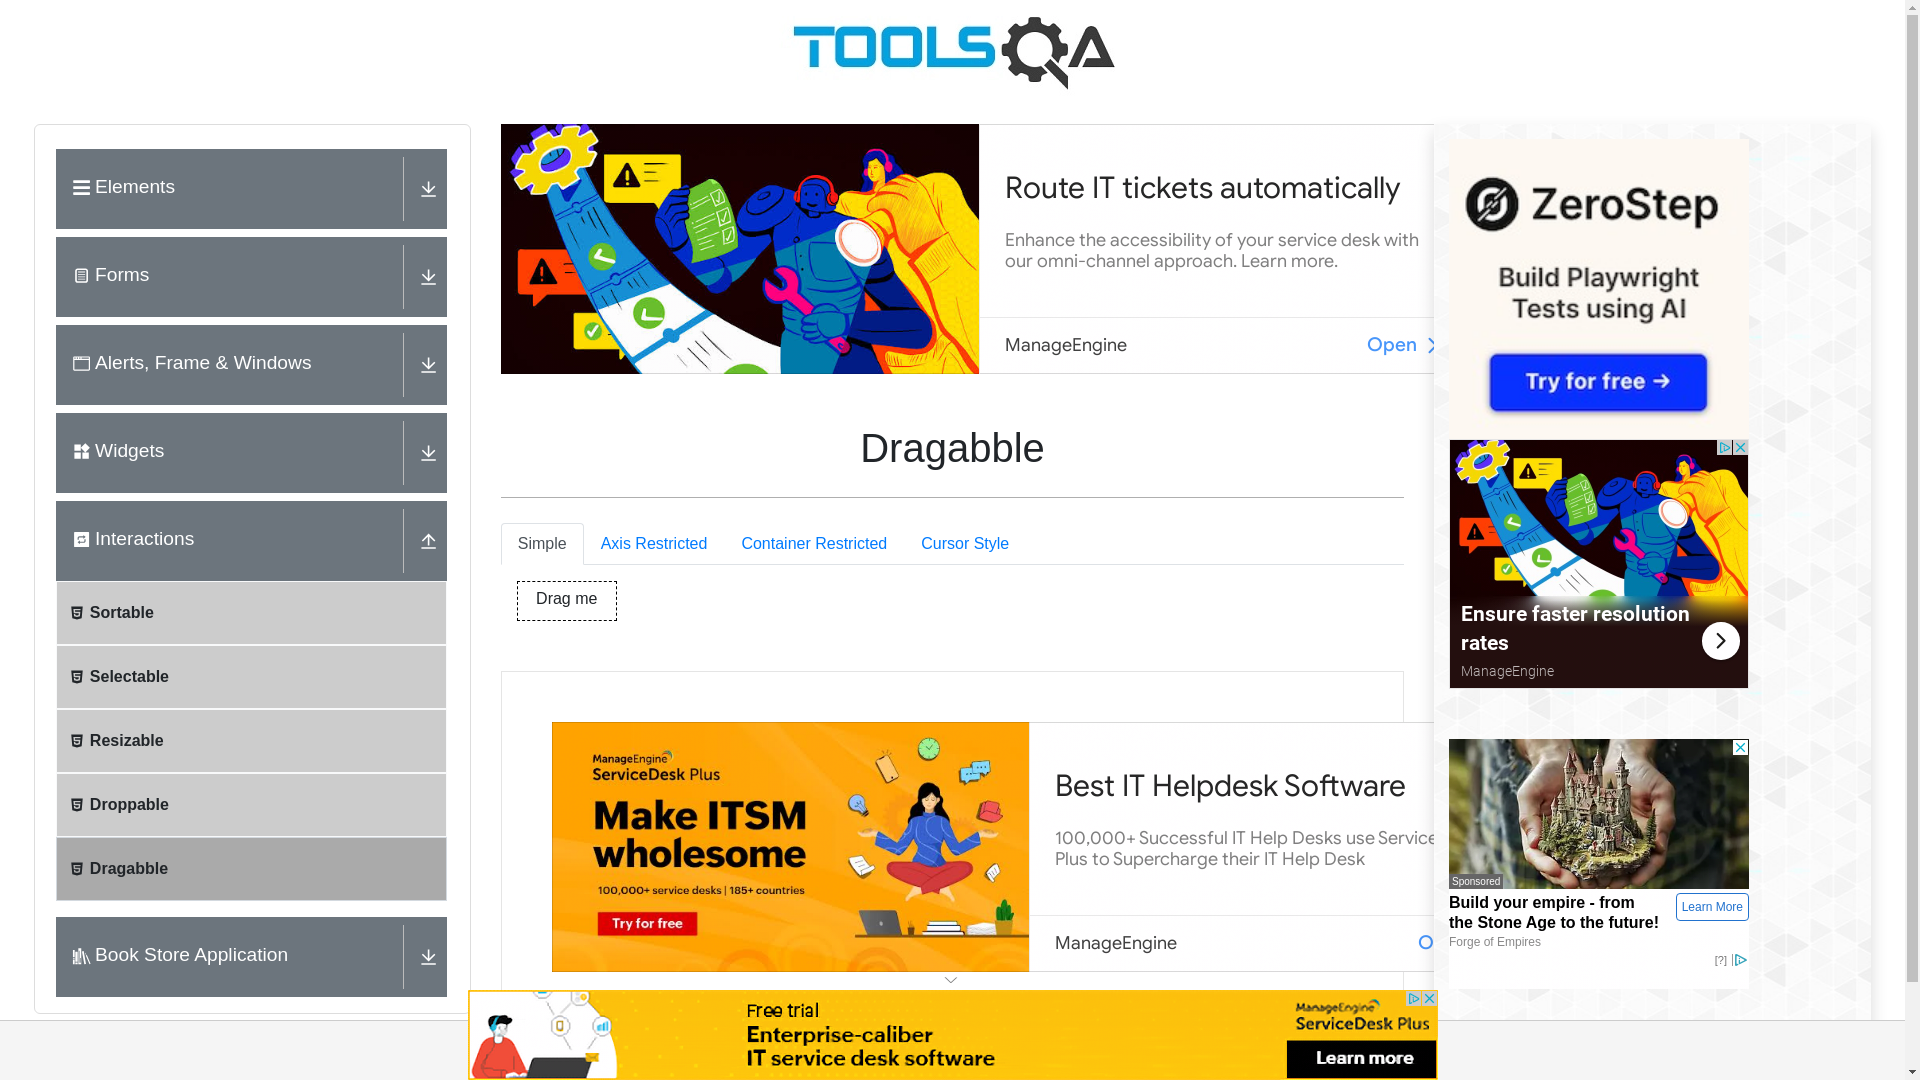 TOOLSQA
Elements
Forms
Alerts, Frame & Windows
Widgets
Interactions
Sortable
Selectable
Resizable
Droppable
Dragabble
Book Store Application
Route IT tickets automatically
Enhance the accessibility of your service desk with
our omni-channel approach. Learn more.
ManageEngine
Open
Dragabble
Simple
Axis Restricted
Container Restricted
Cursor Style
Drag me
ManageEngine
ServiceDesk Plus
Make ITSM
wholesome
100,000+ service desks | 185+ countries
Try for free
Best IT Helpdesk Software
100,000+ Successful IT Help Desks use Service
Plus to Supercharge their IT Help Desk
ManageEngine
O
ZeroStep
Build Playwright
Tests using AI
Try for free →
Ensure faster resolution
rates
ManageEngine
Sponsored
Build your empire - from
the Stone Age to the future!
Learn More
Forge of Empires
[?]
Free trial
Enterprise-caliber
IT service desk software
ManageEngine
ServiceDesk Plus
Learn more